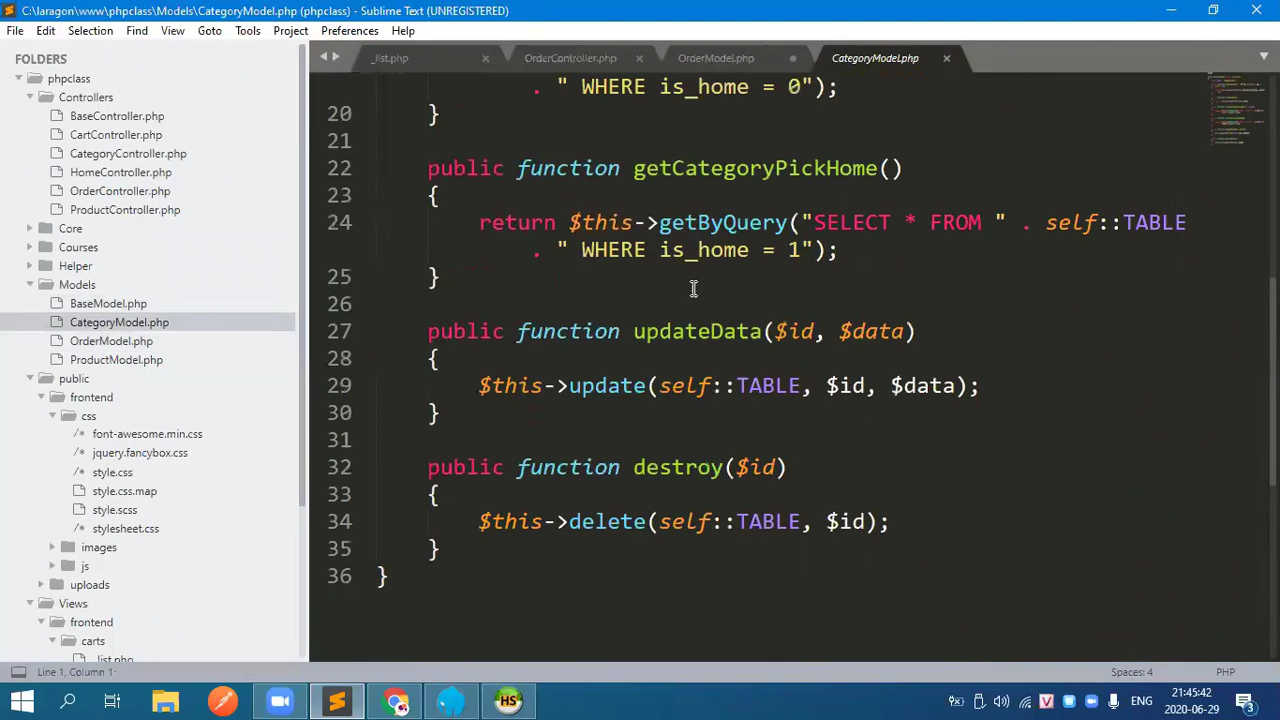 C:\laragon\www\phpclass\Models\CategoryModel.php (phpclass) - Sublime Text (UNREGISTERED)
File Edit Selection Find View Goto Tools Project Preferences Help
FOLDERS
phpclass
Controllers
BaseController.php
CartController.php
CategoryController.php
HomeController.php
OrderController.php
ProductController.php
Core
Courses
Helper
Models
BaseModel.php
CategoryModel.php
OrderModel.php
ProductModel.php
public
frontend
css
font-awesome.min.css
jquery.fancybox.css
style.css
style.css.map
style.scss
stylesheet.css
images
js
uploads
Views
frontend
carts
_list.php
_list.php OrderController.php OrderModel.php CategoryModel.php
. " WHERE is_home = 0");
20 }
21
22 public function getCategoryPickHome()
23 {
24 return $this->getByQuery("SELECT * FROM " . self::TABLE
. " WHERE is_home = 1");
25 }
26
27 public function updateData($id, $data)
28 {
29 $this->update(self::TABLE, $id, $data);
30 }
31
32 public function destroy($id)
33 {
34 $this->delete(self::TABLE, $id);
35 }
36 }
Line 1, Column 1 Spaces: 4 PHP
ENG 21:45:42
2020-06-29 3